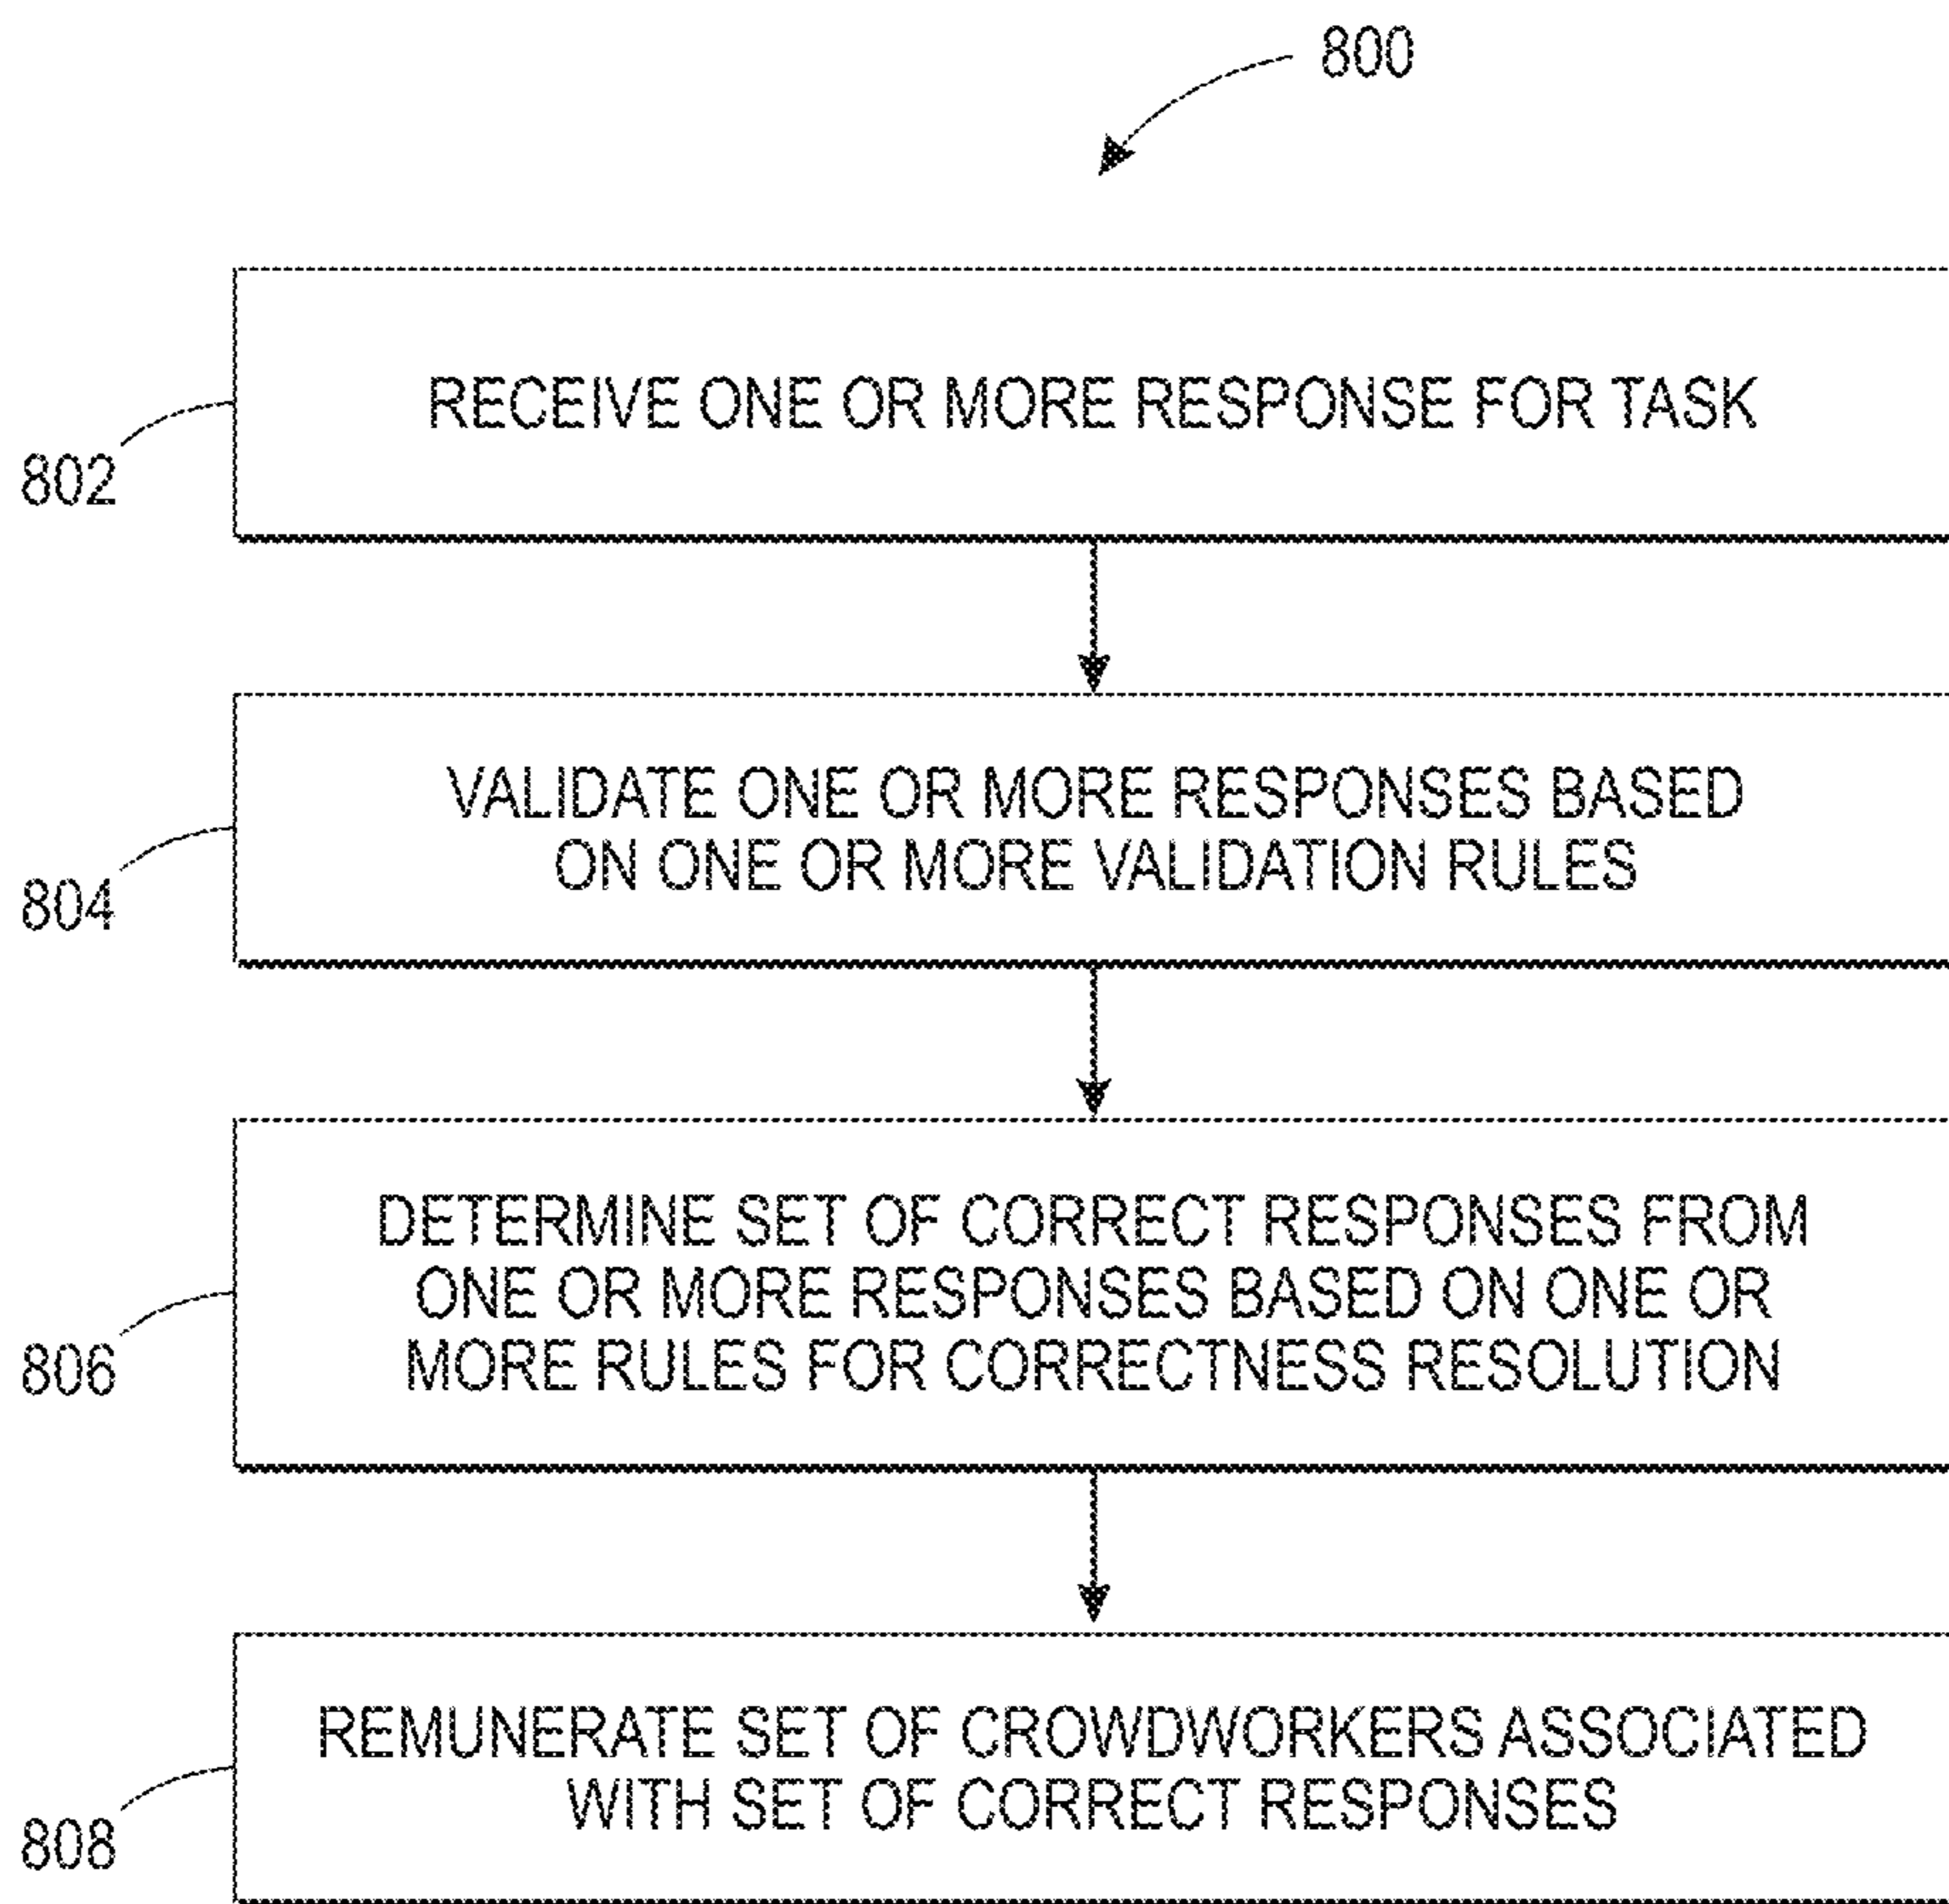 800
RECEIVE ONE OR MORE RESPONSE FOR TASK
802
VALIDATE ONE OR MORE RESPONSES BASED
ON ONE OR MORE VALIDATION RULES
804
DETERMINE SET OF CORRECT RESPONSES FROM
ONE OR MORE RESPONSES BASED ON ONE OR
MORE RULES FOR CORRECTNESS RESOLUTION
806
REMUNERATE SET OF CROWDWORKERS ASSOCIATED
WITH SET OF CORRECT RESPONSES
808